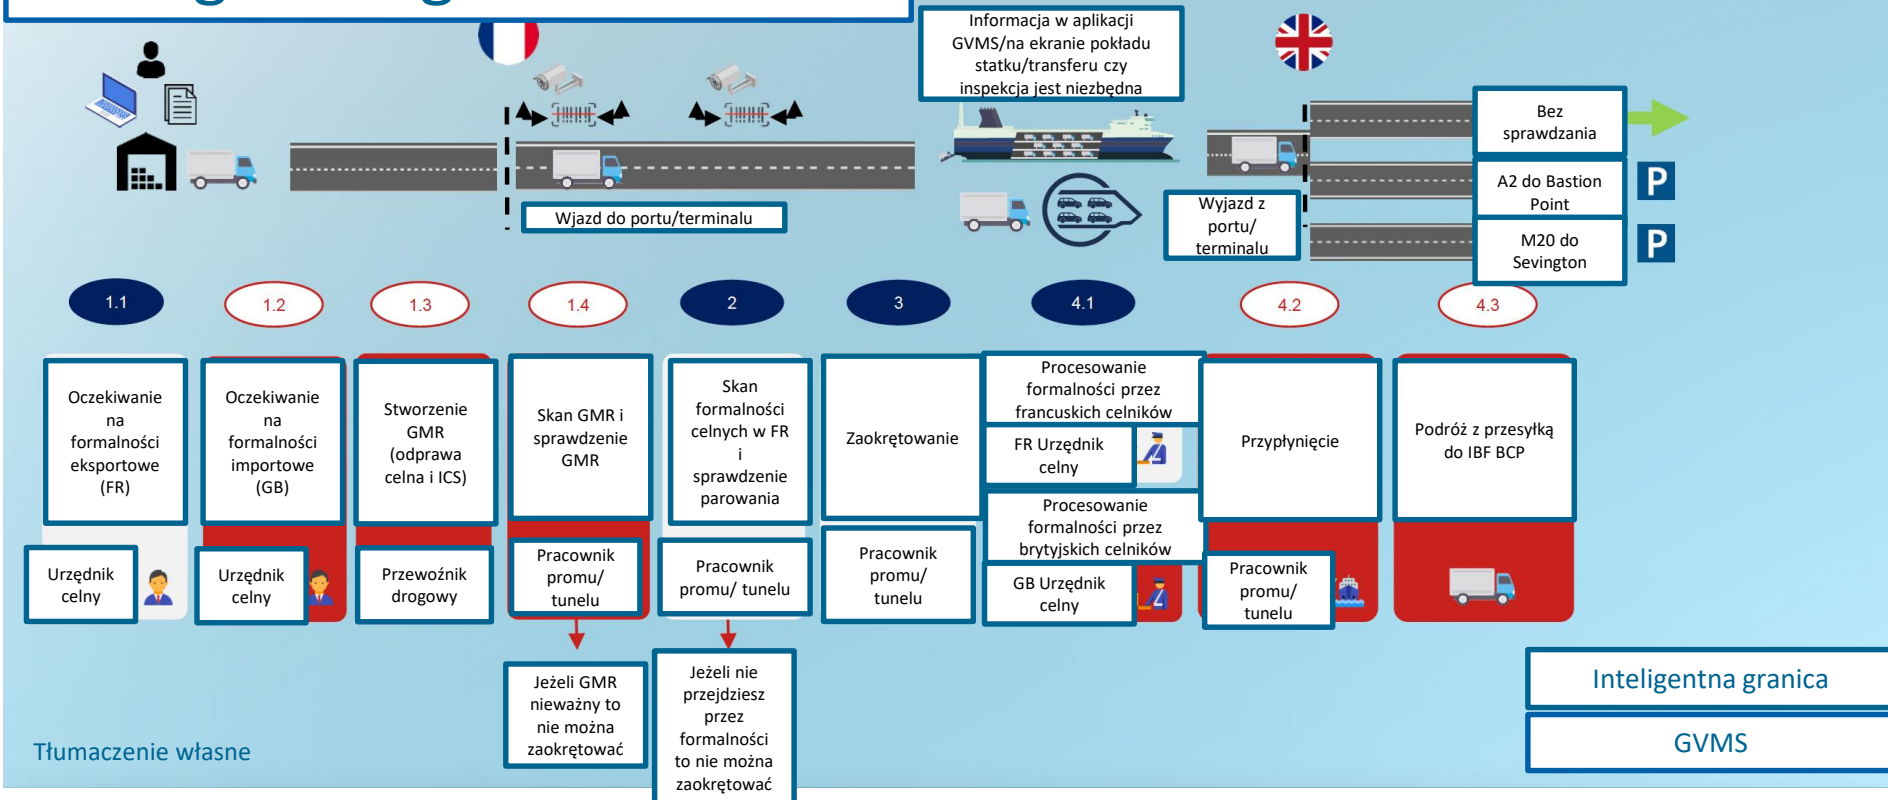 Informacja w aplikacji
GVMS/na ekranie pokładu
statku/transferu czy
inspekcja jest niezbędna
Bez
sprawdzania
A2 do Bastion
Point
P
M20 do
Sevington
P
Wjazd do portu/terminalu
Wyjazd z
portu/
terminalu
1.1
1.2
1.3
1.4
2
3
4.1
4.2
4.3
Oczekiwanie
na
formalności
eksportowe
(FR)
Urzędnik
celny
Oczekiwanie
na
formalności
importowe
(GB)
Urzędnik
celny
Stworzenie
GMR
(odprawa
celna i ICS)
Przewoźnik
drogowy
Skan GMR i
sprawdzenie
GMR
Pracownik
promu/
tunelu
Jeżeli GMR
nieważny to
nie można
zaokrętować
Skan
formalności
celnych w FR
i
sprawdzenie
parowania
Pracownik
promu/ tunelu
Jeżeli nie
przejdziesz
przez
formalności
to nie można
zaokrętować
Zaokrętowanie
Pracownik
promu/
tunelu
Procesowanie
formalności przez
francuskich celników
FR Urzędnik
celny
Procesowanie
formalności przez
brytyjskich celników
GB Urzędnik
celny
Przypłynięcie
Pracownik
promu/
tunelu
Podróż z przesyłką
do IBF BCP
Inteligentna granica
GVMS
Tłumaczenie własne